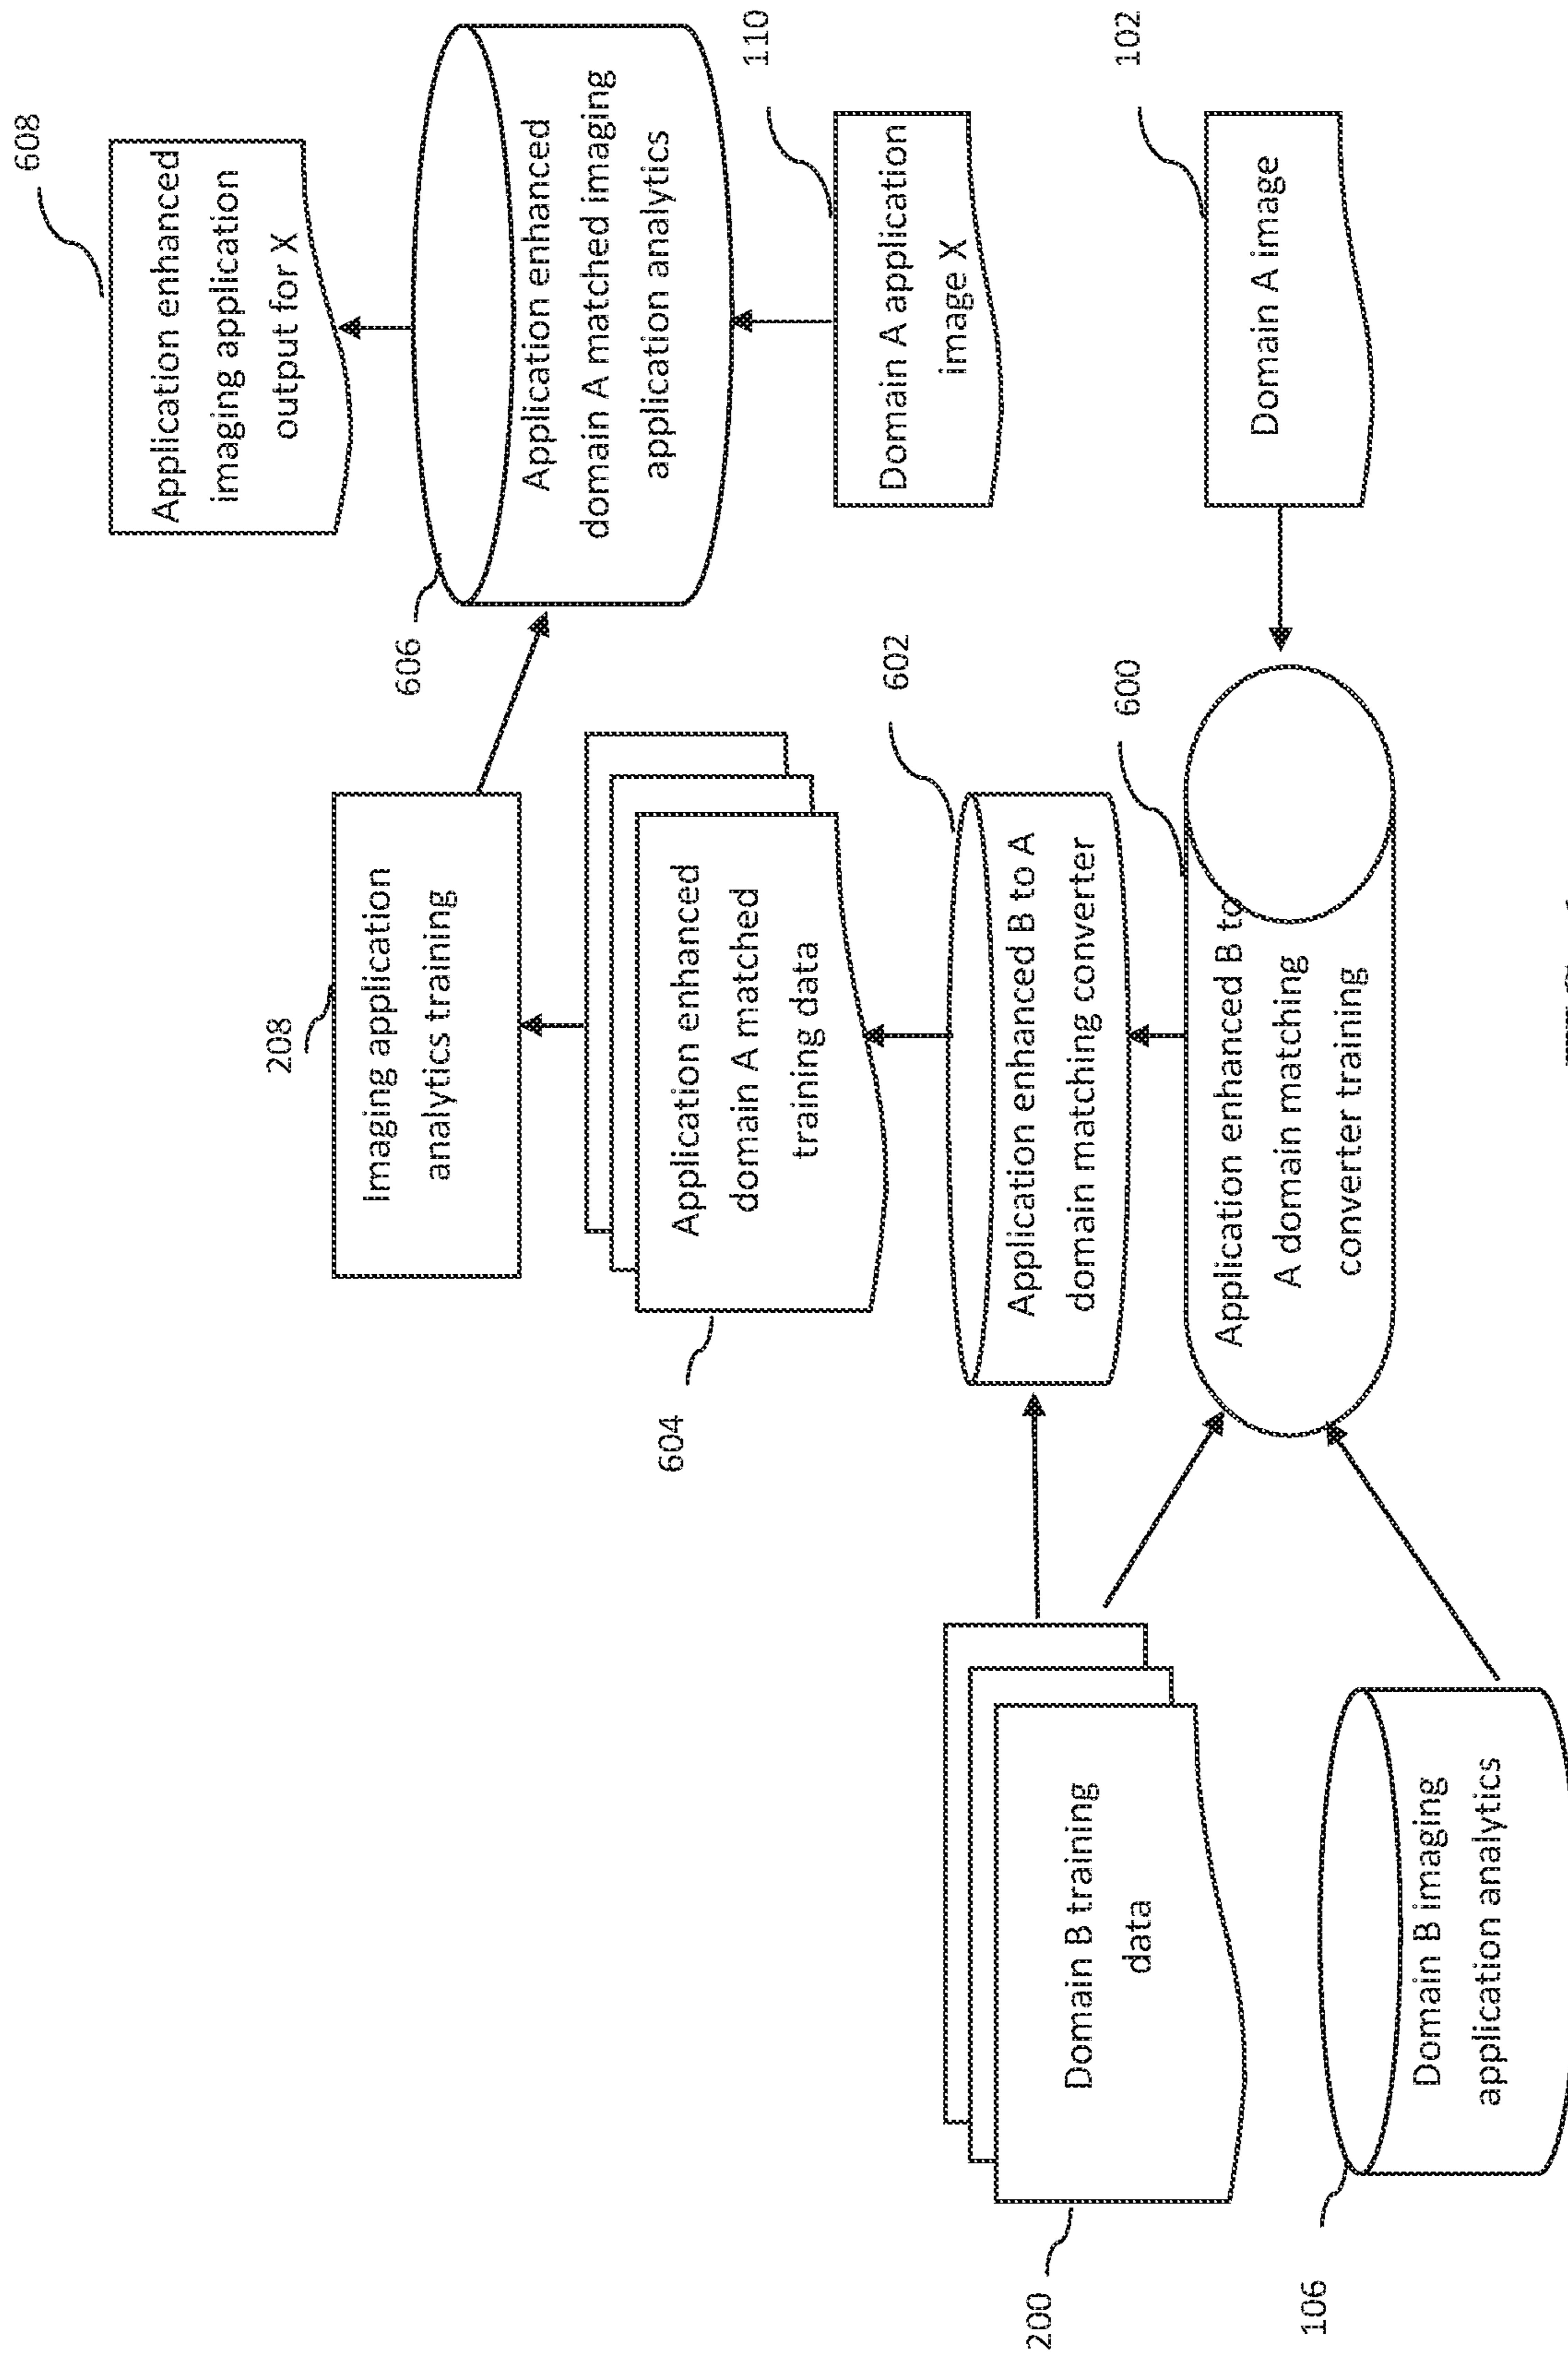 608
Application enhanced
imaging application
output for X
208
Imaging application
analytics training
606
Application enhanced
domain A matched imaging
application analytics
604
Application enhanced
domain A matched
training data
110
Domain A application
image X
602
Application enhanced B to A
domain matching converter
200
Domain B training
data
600
Application enhanced B to
A domain matching
converter training
102
Domain A image
106
Domain B imaging
application analytics